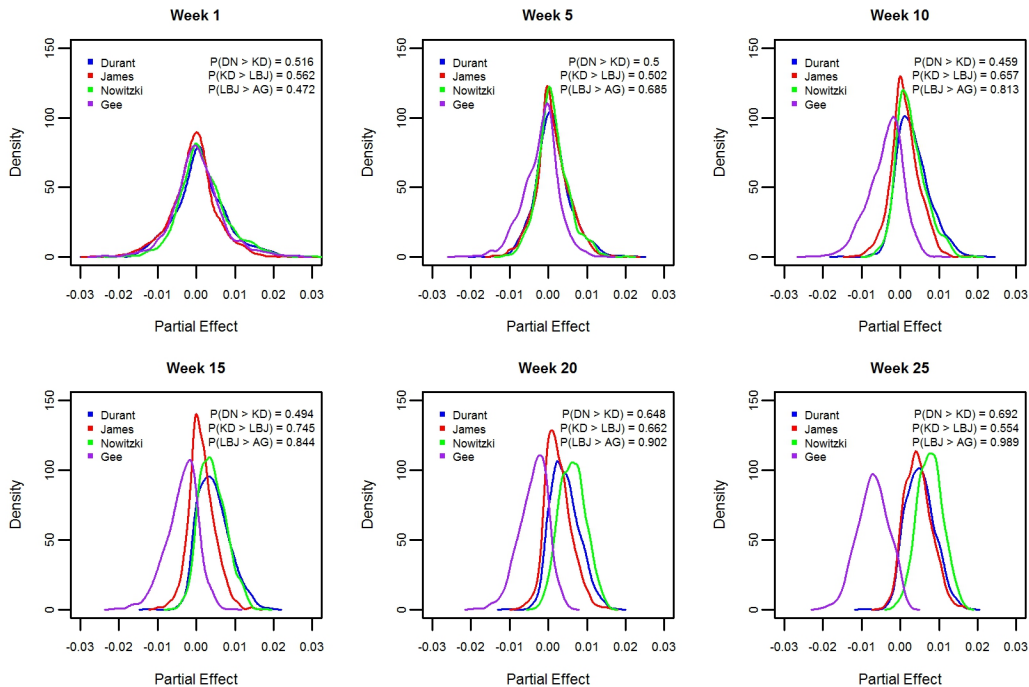 Week 1
Density
150
100
50
0
Durant
James
Nowitzki
Gee
P(DN > KD) = 0.516
P(KD > LBJ) = 0.562
P(LBJ > AG) = 0.472
-0.03 -0.02 -0.01 0.00 0.01 0.02 0.03
Partial Effect
Week 5
Density
150
100
50
0
Durant
James
Nowitzki
Gee
P(DN > KD) = 0.5
P(KD > LBJ) = 0.502
P(LBJ > AG) = 0.685
-0.03 -0.02 -0.01 0.00 0.01 0.02 0.03
Partial Effect
Week 10
Density
150
100
50
0
Durant
James
Nowitzki
Gee
P(DN > KD) = 0.459
P(KD > LBJ) = 0.657
P(LBJ > AG) = 0.813
-0.03 -0.02 -0.01 0.00 0.01 0.02 0.03
Partial Effect
Week 15
Density
150
100
50
0
Durant
James
Nowitzki
Gee
P(DN > KD) = 0.494
P(KD > LBJ) = 0.745
P(LBJ > AG) = 0.844
-0.03 -0.02 -0.01 0.00 0.01 0.02 0.03
Partial Effect
Week 20
Density
150
100
50
0
Durant
James
Nowitzki
Gee
P(DN > KD) = 0.648
P(KD > LBJ) = 0.662
P(LBJ > AG) = 0.902
-0.03 -0.02 -0.01 0.00 0.01 0.02 0.03
Partial Effect
Week 25
Density
150
100
50
0
Durant
James
Nowitzki
Gee
P(DN > KD) = 0.692
P(KD > LBJ) = 0.554
P(LBJ > AG) = 0.989
-0.03 -0.02 -0.01 0.00 0.01 0.02 0.03
Partial Effect